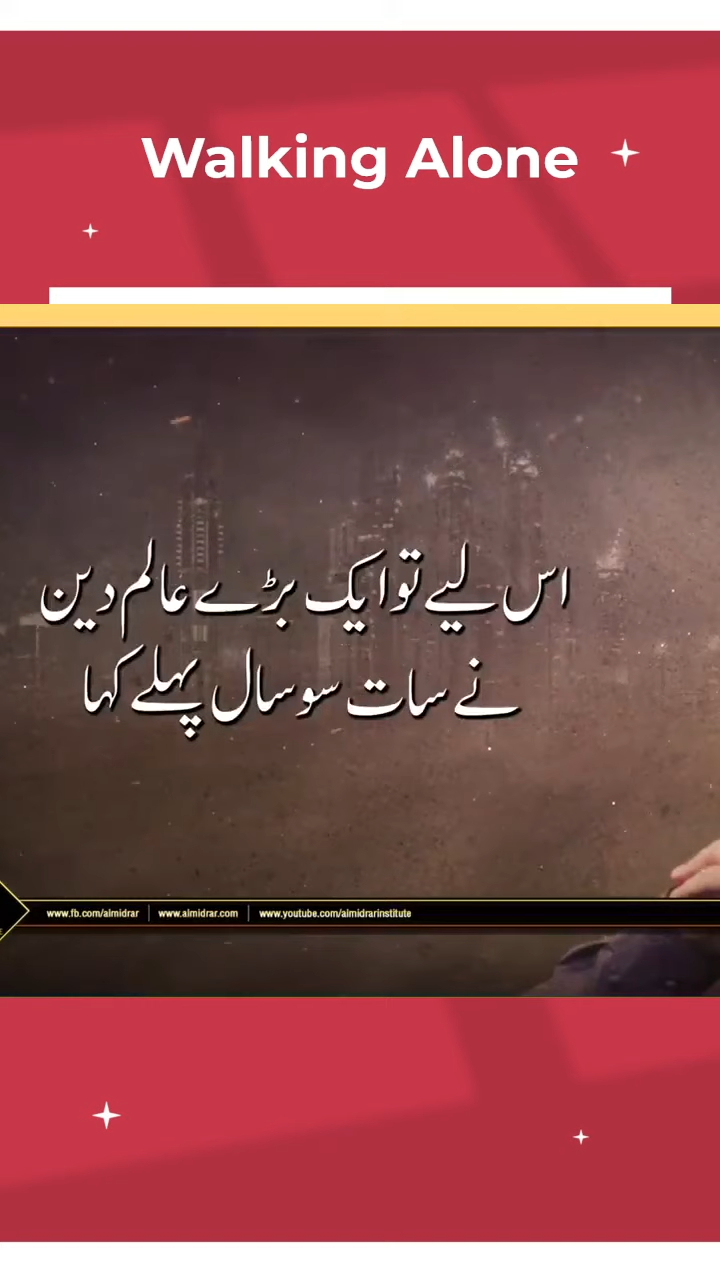 Walking Alone
اس لیے تو ایک بڑے عالم دین
نے سات سو سال پہلے کہا
www.fb.com/almidrar | www.almidrar.com | www.youtube.com/almidrarinstitute